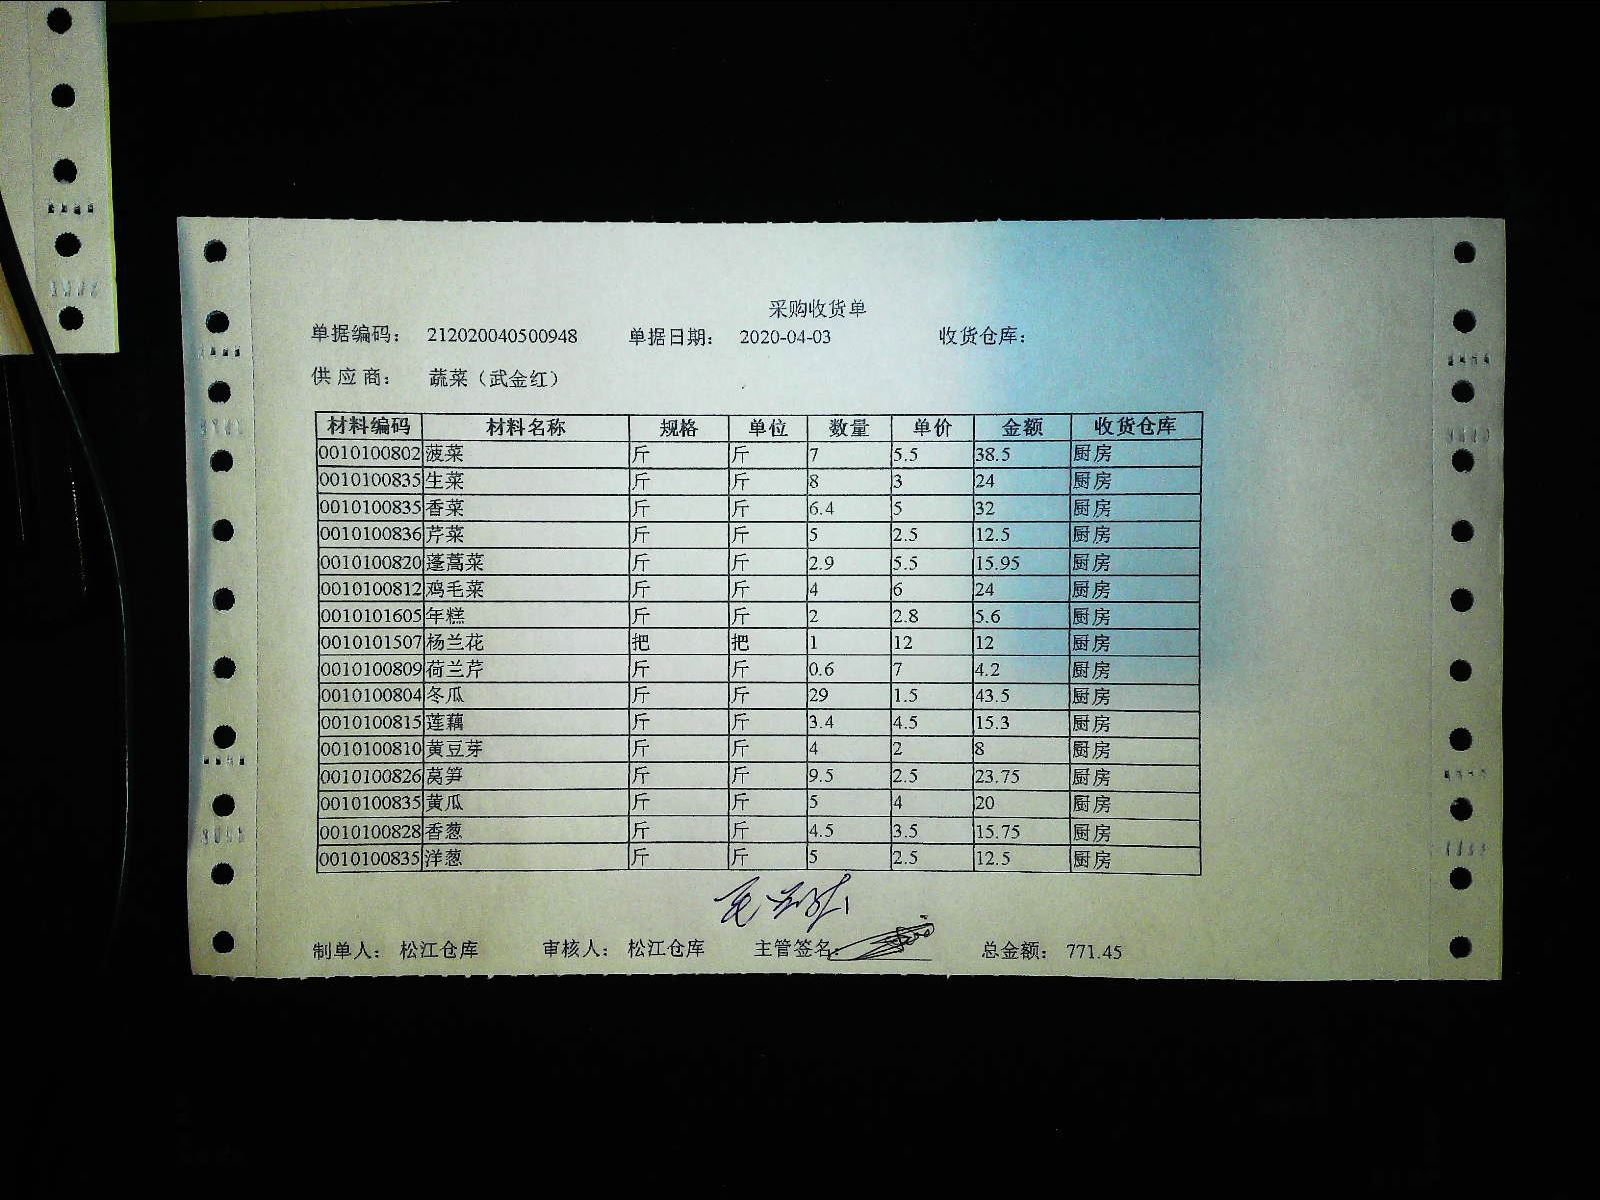 采购收货单
单据编码： 212020040500948 单据日期： 2020-04-03 收货仓库：
供 应 商： 蔬菜（武金红）
材料编码 材料名称 规格 单位 数量 单价 金额 收货仓库
0010100802 菠菜 斤 斤 7 5.5 38.5 厨房
0010100835 生菜 斤 斤 8 3 24 厨房
0010100835 香菜 斤 斤 6.4 5 32 厨房
0010100836 芹菜 斤 斤 5 2.5 12.5 厨房
0010100820 蓬蒿菜 斤 斤 2.9 5.5 15.95 厨房
0010100812 鸡毛菜 斤 斤 4 6 24 厨房
0010101605 年糕 斤 斤 2 2.8 5.6 厨房
0010101507 杨兰花 把 把 1 12 12 厨房
0010100809 荷兰芹 斤 斤 0.6 7 4.2 厨房
0010100804 冬瓜 斤 斤 29 1.5 43.5 厨房
0010100815 莲藕 斤 斤 3.4 4.5 15.3 厨房
0010100810 黄豆芽 斤 斤 4 2 8 厨房
0010100826 莴笋 斤 斤 9.5 2.5 23.75 厨房
0010100835 黄瓜 斤 斤 5 4 20 厨房
0010100828 香葱 斤 斤 4.5 3.5 15.75 厨房
0010100835 洋葱 斤 斤 5 2.5 12.5 厨房
制单人： 松江仓库 审核人： 松江仓库 主管签名： 总金额： 771.45